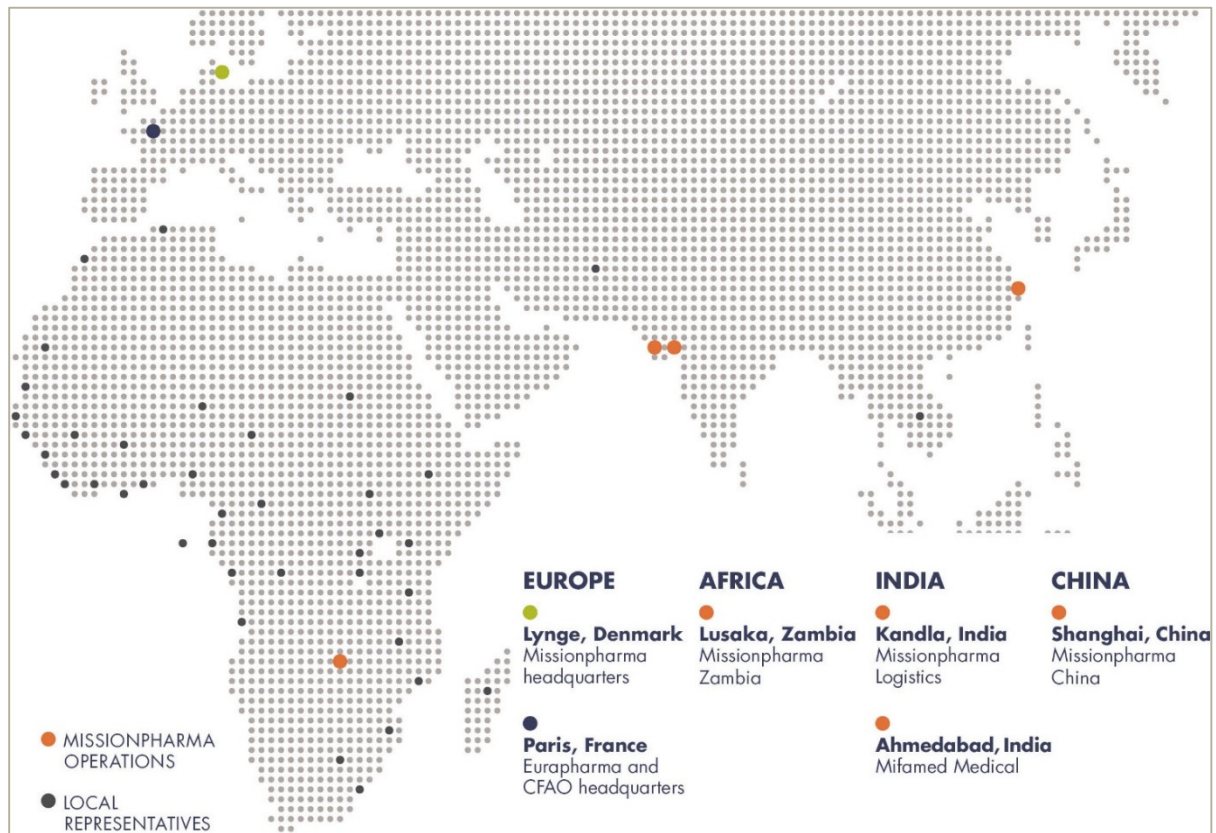 EUROPE
Lynge, Denmark
Missionpharma
headquarters
Paris, France
Eurapharma and
CFAO headquarters
AFRICA
Lusaka, Zambia
Missionpharma
Zambia
INDIA
Kandla, India
Missionpharma
Logistics
Ahmedabad, India
Mifamed Medical
CHINA
Shanghai, China
Missionpharma
China
MISSIONPHARMA
OPERATIONS
LOCAL
REPRESENTATIVES